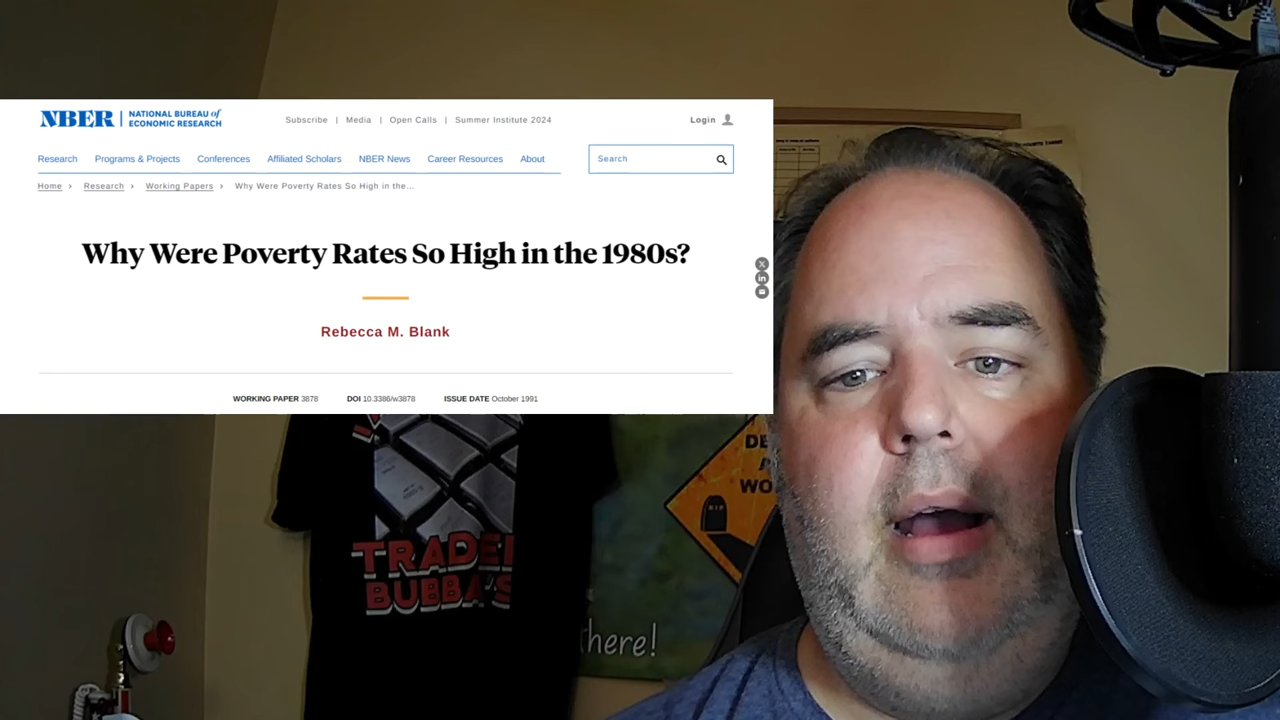 NBER | NATIONAL BUREAU of
ECONOMIC RESEARCH
Subscribe | Media | Open Calls | Summer Institute 2024
Login
Research Programs & Projects Conferences Affiliated Scholars NBER News Career Resources About
Search
Home › Research › Working Papers › Why Were Poverty Rates So High in the...
Why Were Poverty Rates So High in the 1980s?
X
in
Rebecca M. Blank
WORKING PAPER 3878 DOI 10.3386/w3878 ISSUE DATE October 1991
TRADE
BUBBA'S
WO
RIP
there!